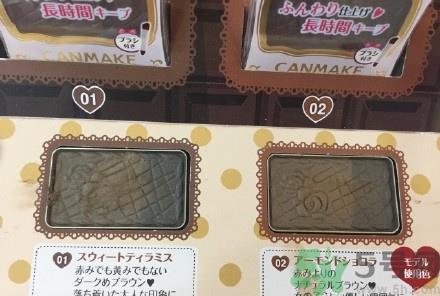 長時間キープ
ブラシ
付き
CANMAKE
ふんわり仕上げ♥
長時間キープ
ブラシ
付き
CANMAKE
01
02
01 スウィートティラミス
赤みでも黄みでもない
ダークめブラウン♥
落ち着いた大人な印象に
02 アーモンドショコラ
赤みよりの
ナチュラルブラウン♥
モデル
使用色